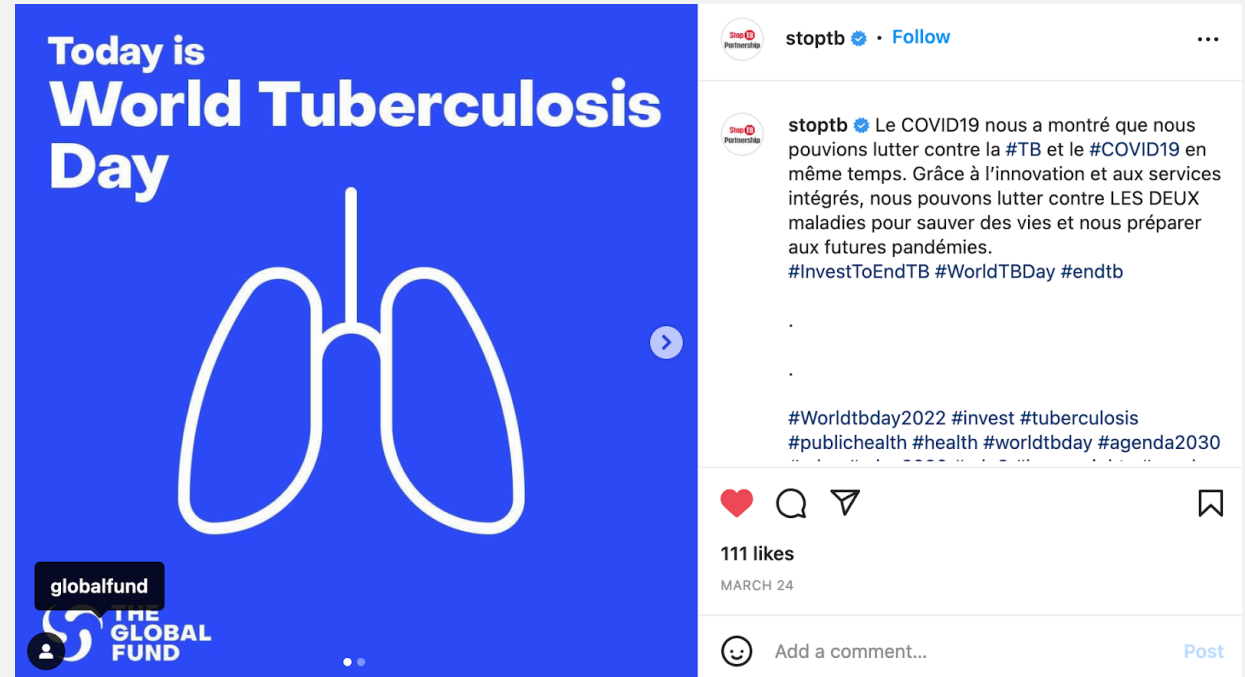 Today is
World Tuberculosis
Day
globalfund
THE
GLOBAL
FUND
Stop TB
Partnership
stoptb • Follow
Stop TB
Partnership
stoptb Le COVID19 nous a montré que nous
pouvions lutter contre la #TB et le #COVID19 en
même temps. Grâce à l’innovation et aux services
intégrés, nous pouvons lutter contre LES DEUX
maladies pour sauver des vies et nous préparer
aux futures pandémies.
#InvestToEndTB #WorldTBDay #endtb
.
.
#Worldtbday2022 #invest #tuberculosis
#publichealth #health #worldtbday #agenda2030
111 likes
MARCH 24
Add a comment...
Post